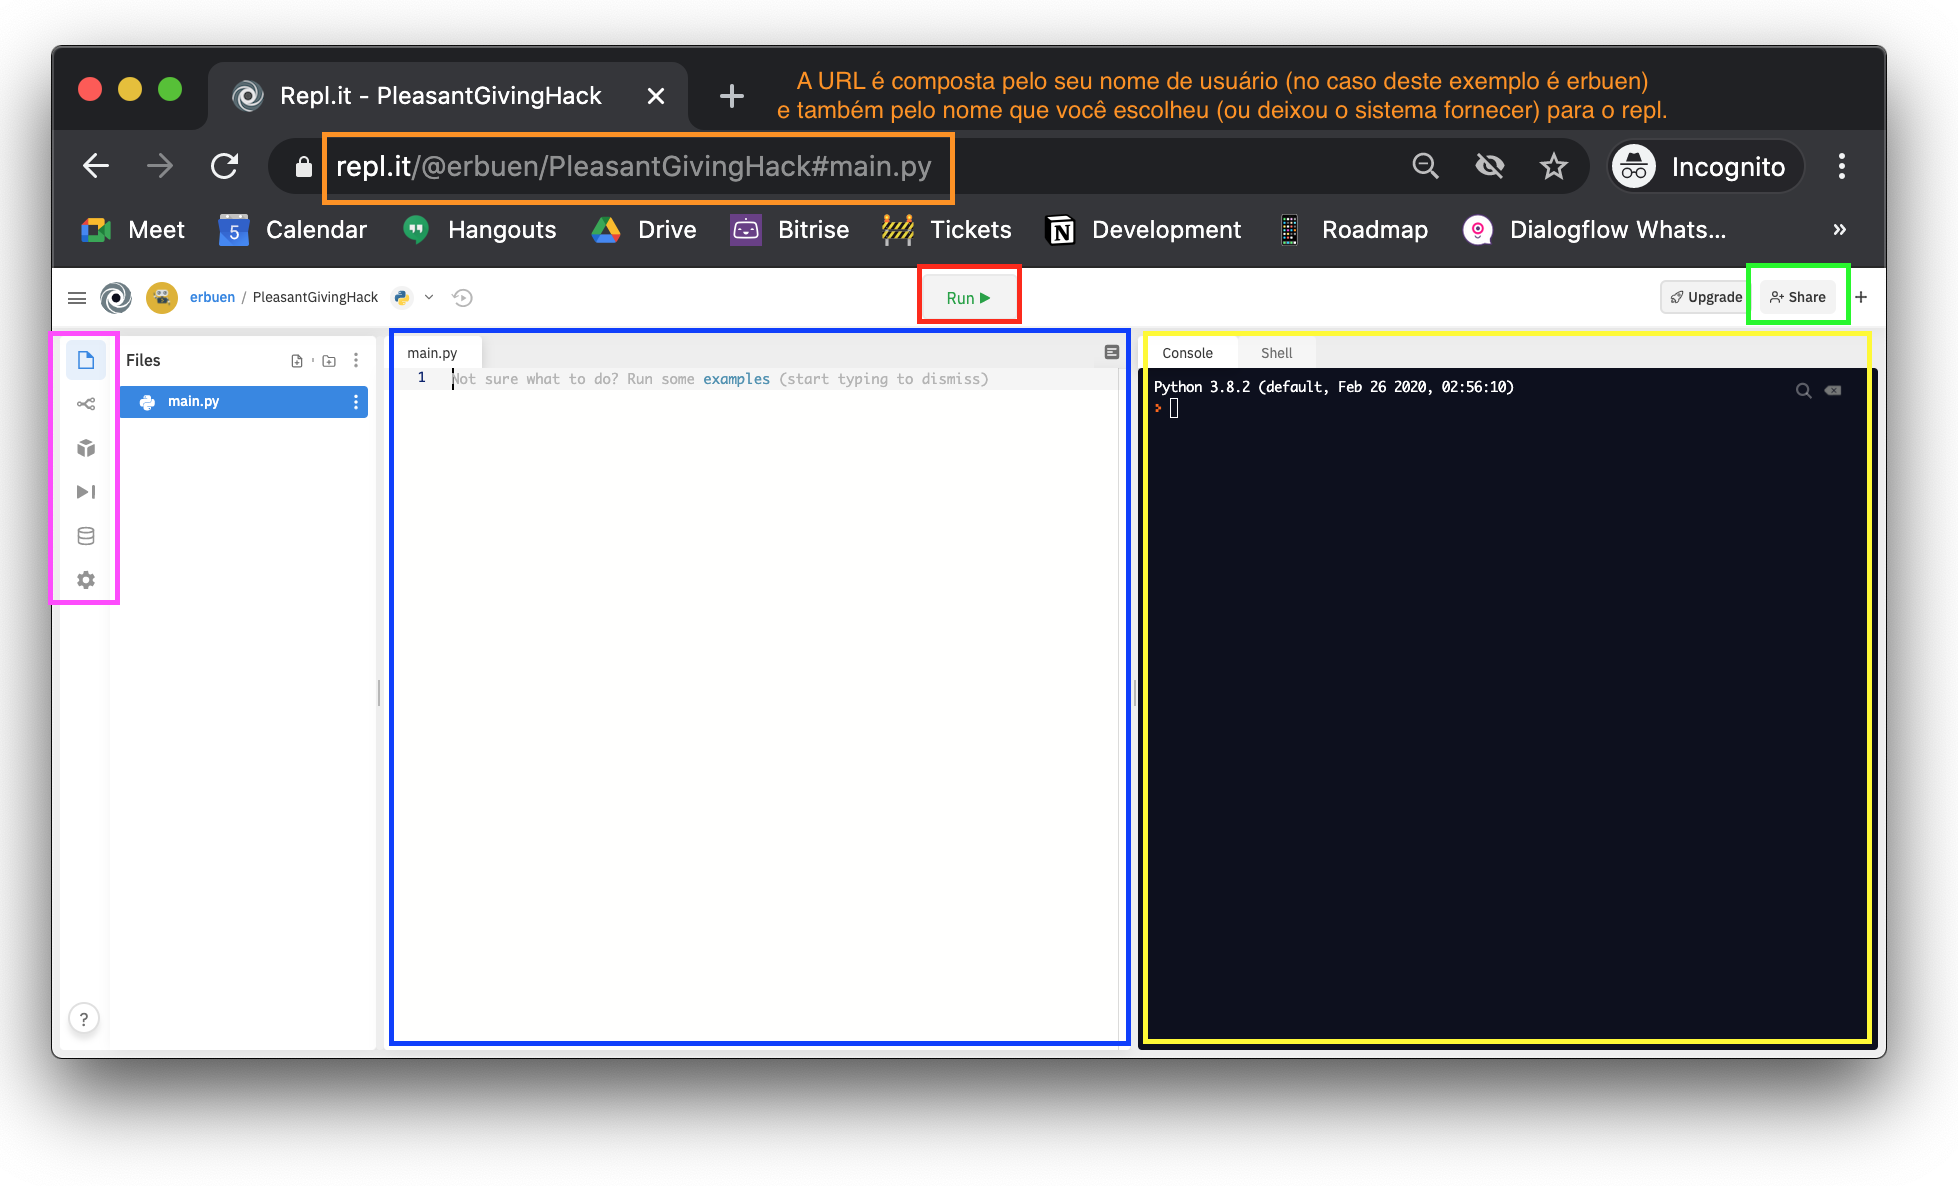 Repl.it - PleasantGivingHack
A URL é composta pelo seu nome de usuário (no caso deste exemplo é erbuen)
e também pelo nome que você escolheu (ou deixou o sistema fornecer) para o repl.
repl.it/@erbuen/PleasantGivingHack#main.py
Incognito
Meet
5
Calendar
Hangouts
Drive
Bitrise
Tickets
Development
Roadmap
Dialogflow Whats...
»
erbuen / PleasantGivingHack
Run
Upgrade
Share
Files
main.py
main.py
1 Not sure what to do? Run some examples (start typing to dismiss)
Console
Shell
Python 3.8.2 (default, Feb 26 2020, 02:56:10)
?